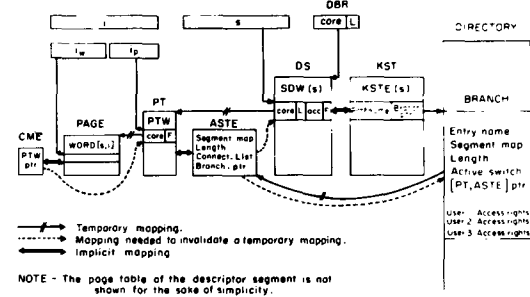 DBR
core L
DIRECTORY
s
i
i_w
i_p
DS
SDW (s)
core L acc F
KST
KSTE (s)
BRANCH
Entry name
Segment map
Length
Active switch
[PT, ASTE] ptr
User 1 Access rights
User 2 Access rights
User 3 Access rights
PT
PTW
core F
ASTE
Segment map
Length
Connect. List
Branch. ptr
PAGE
WORD [s,i]
CME
PTW
ptr
Temporary mapping.
Mapping needed to invalidate a temporary mapping.
Implicit mapping
NOTE - The page table of the descriptor segment is not
shown for the sake of simplicity.